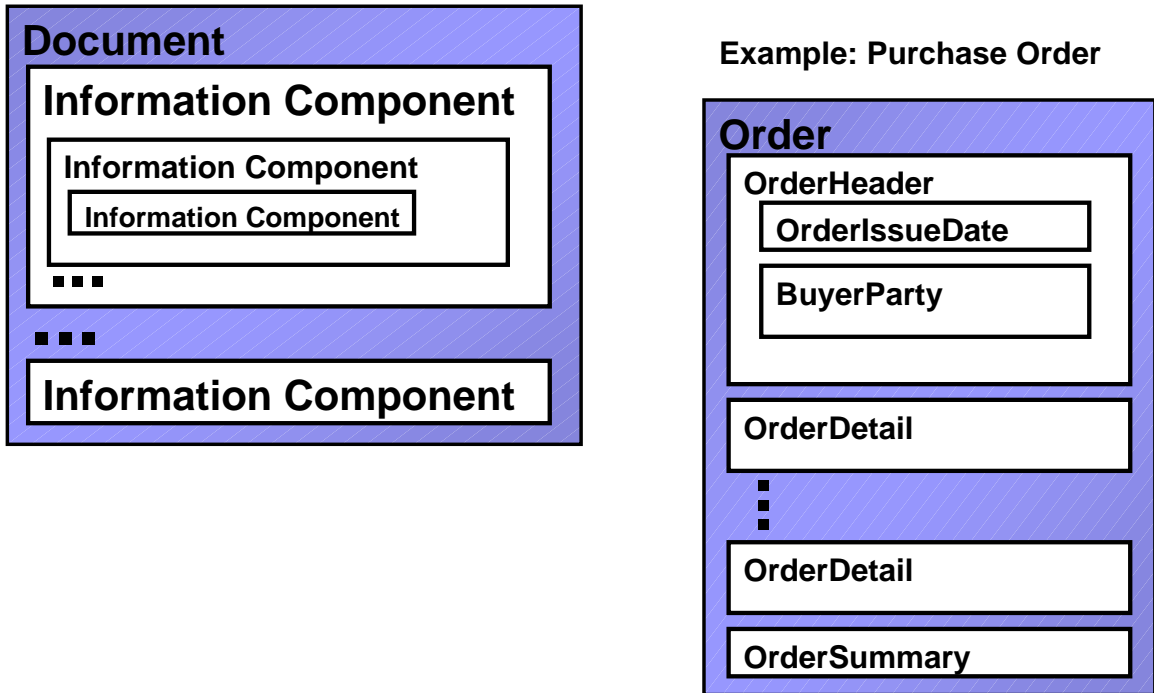 Document
Information Component
Information Component
Information Component
Information Component
Example: Purchase Order
Order
OrderHeader
OrderIssueDate
BuyerParty
OrderDetail
OrderDetail
OrderSummary